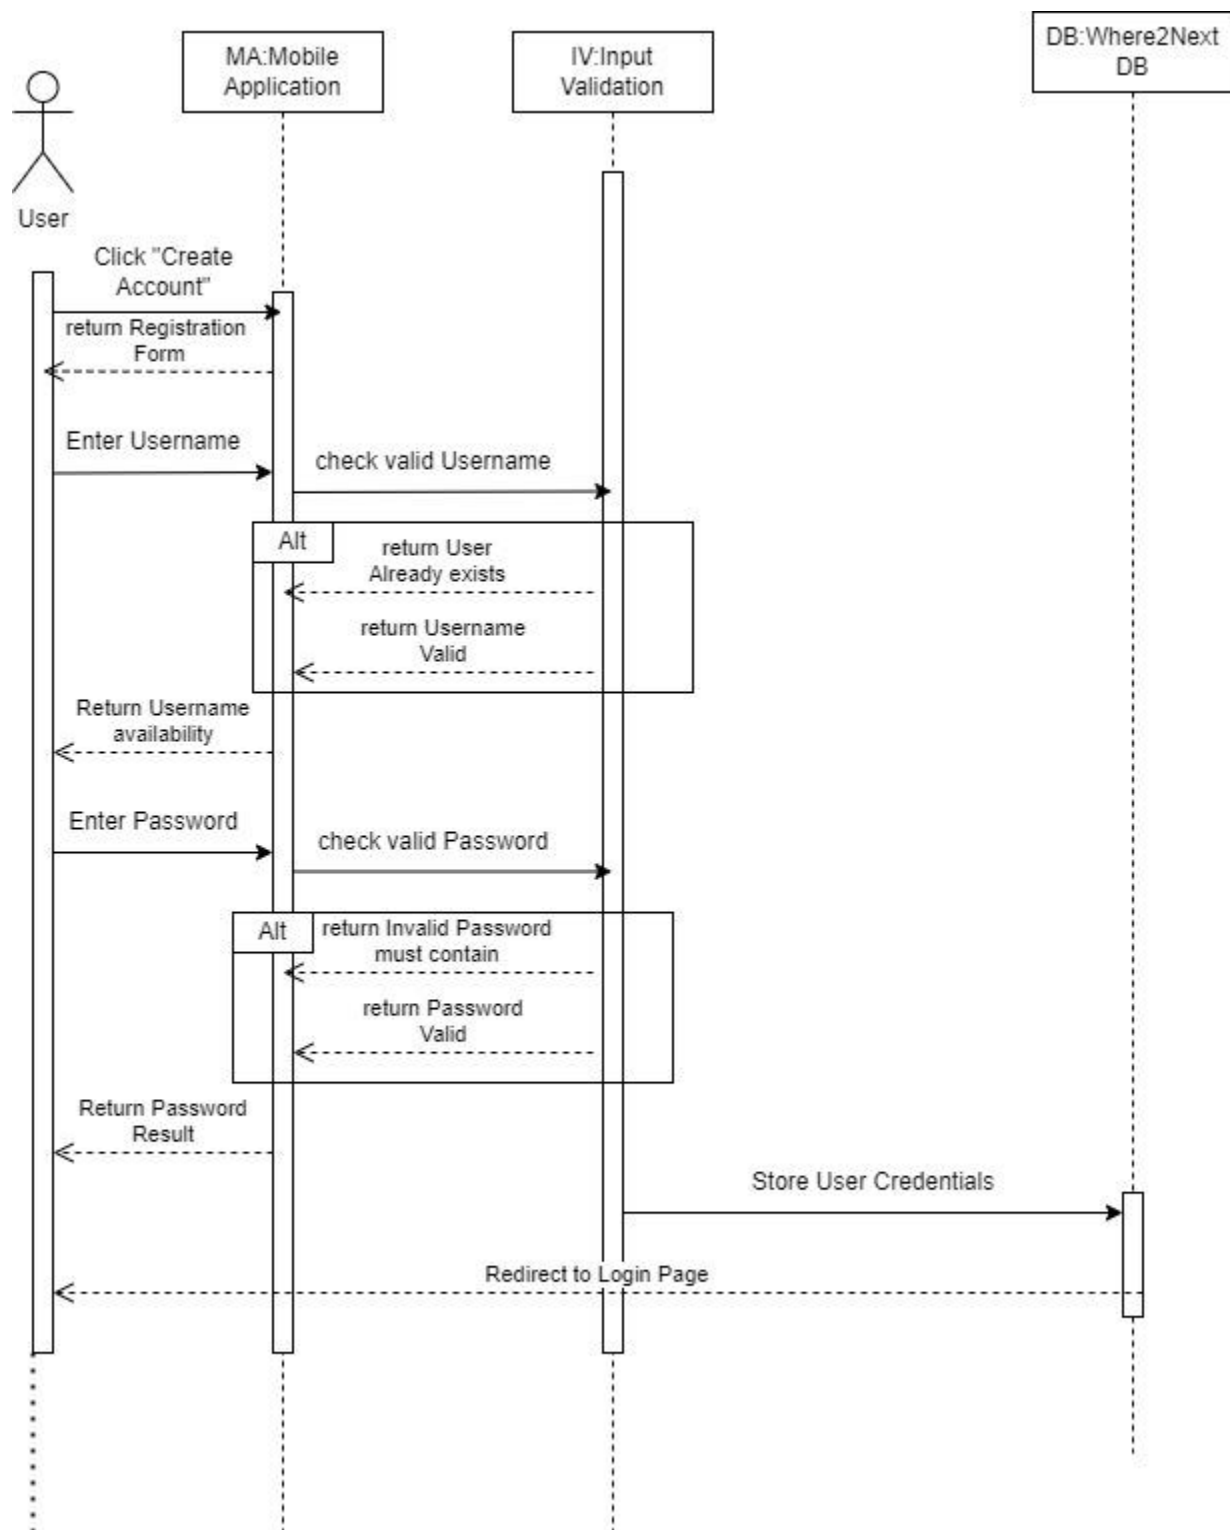 MA:Mobile
Application
IV:Input
Validation
DB:Where2Next
DB
User
Click "Create
Account"
return Registration
Form
Enter Username
check valid Username
Alt
return User
Already exists
return Username
Valid
Return Username
availability
Enter Password
check valid Password
Alt
return Invalid Password
must contain
return Password
Valid
Return Password
Result
Store User Credentials
Redirect to Login Page